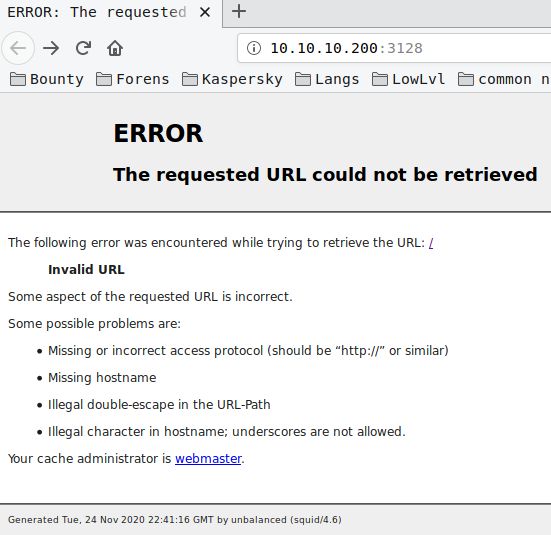 ERROR: The requested
10.10.10.200:3128
Bounty Forens Kaspersky Langs LowLvl common n
ERROR
The requested URL could not be retrieved
The following error was encountered while trying to retrieve the URL: /
Invalid URL
Some aspect of the requested URL is incorrect.
Some possible problems are:
• Missing or incorrect access protocol (should be “http://” or similar)
• Missing hostname
• Illegal double-escape in the URL-Path
• Illegal character in hostname; underscores are not allowed.
Your cache administrator is webmaster.
Generated Tue, 24 Nov 2020 22:41:16 GMT by unbalanced (squid/4.6)